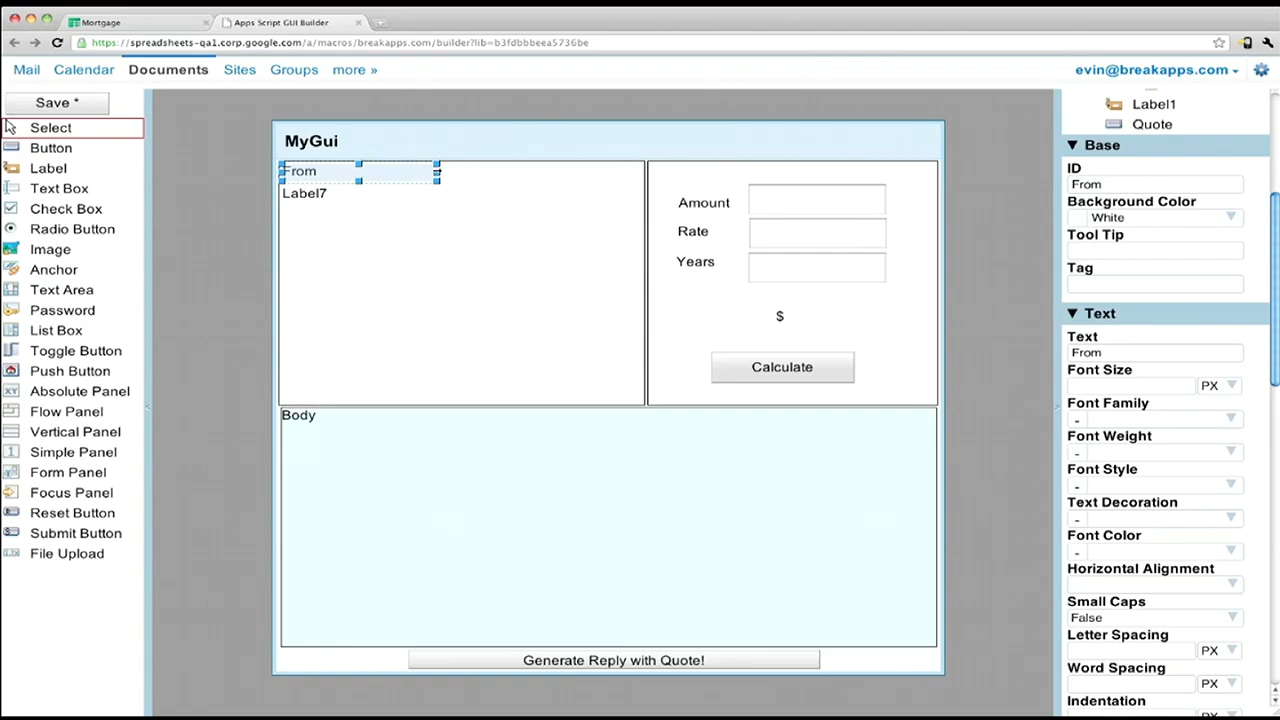 Mortgage
Apps Script GUI Builder
https://spreadsheets-qa1.corp.google.com/a/macros/breakapps.com/builder?lib=b3fdbbbeea5736be
Mail Calendar Documents Sites Groups more »
evin@breakapps.com
Save *
Select
Button
Label
Text Box
Check Box
Radio Button
Image
Anchor
Text Area
Password
List Box
Toggle Button
Push Button
Absolute Panel
Flow Panel
Vertical Panel
Simple Panel
Form Panel
Focus Panel
Reset Button
Submit Button
File Upload
MyGui
From
Label7
Amount
Rate
Years
$
Calculate
Body
Generate Reply with Quote!
Label1
Quote
Base
ID
From
Background Color
White
Tool Tip
Tag
Text
Text
From
Font Size
PX
Font Family
-
Font Weight
-
Font Style
-
Text Decoration
-
Font Color
-
Horizontal Alignment
Small Caps
False
Letter Spacing
PX
Word Spacing
PX
Indentation